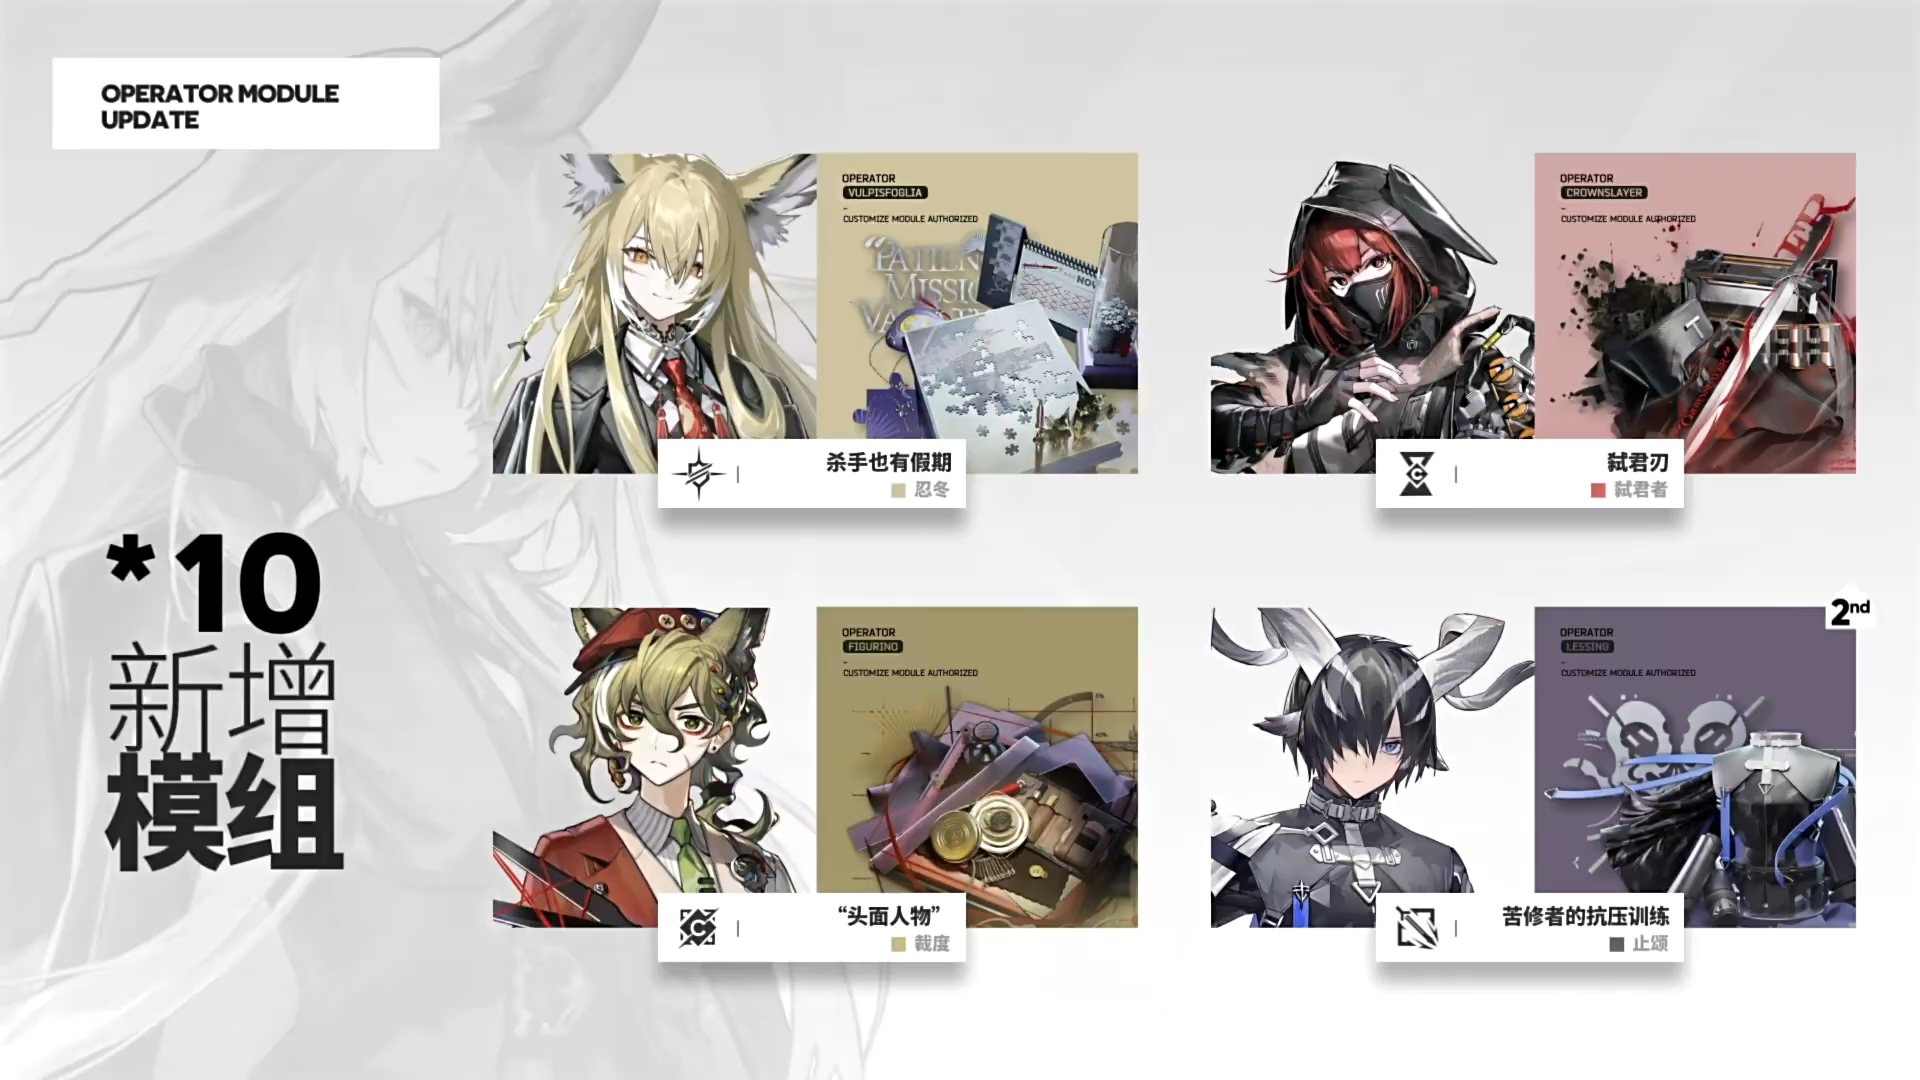 OPERATOR MODULE
UPDATE
*10
新增
模组
OPERATOR
VULPISFOGLIA
CUSTOMIZE MODULE AUTHORIZED
NOV
杀手也有假期
忍冬
OPERATOR
CROWNSLAYER
CUSTOMIZE MODULE AUTHORIZED
弑君刃
弑君者
OPERATOR
FIGURINO
CUSTOMIZE MODULE AUTHORIZED
“头面人物”
裁度
2nd
OPERATOR
LESSING
CUSTOMIZE MODULE AUTHORIZED
苦修者的抗压训练
止颂